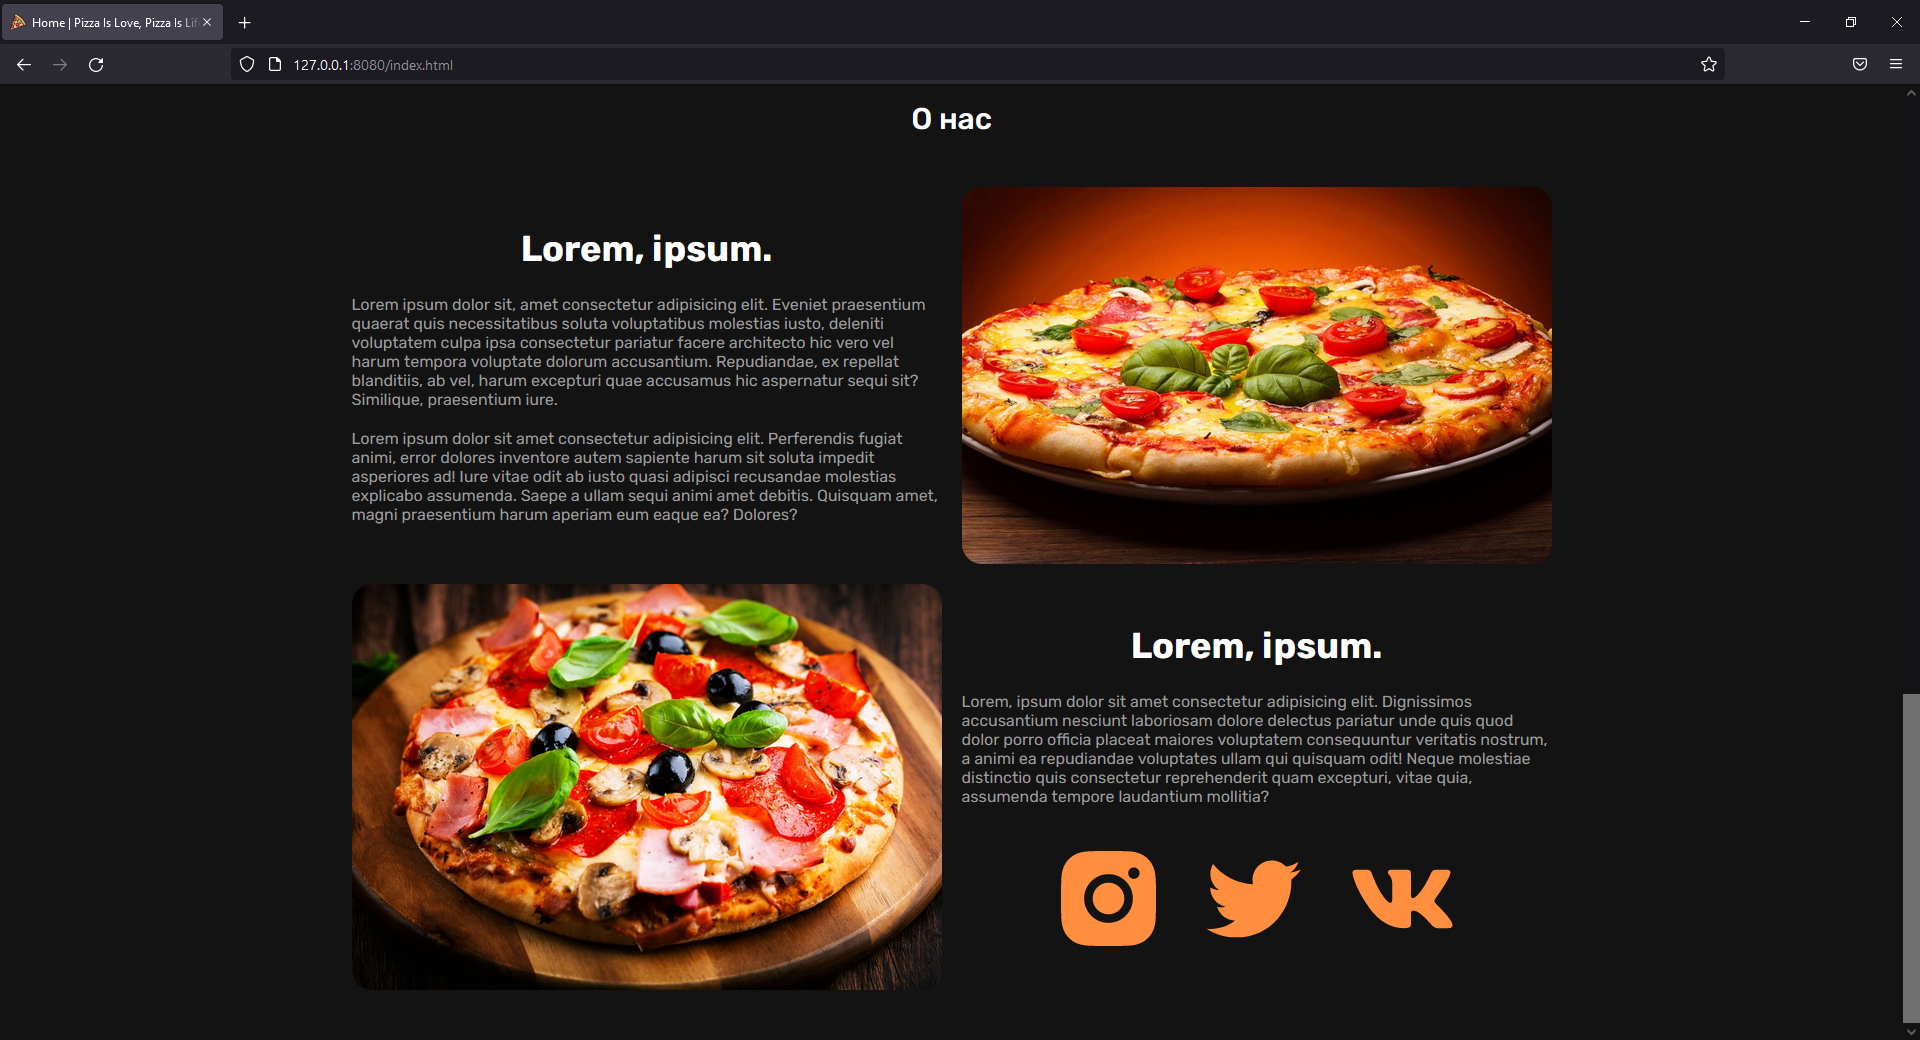 Home | Pizza Is Love, Pizza Is Lif
127.0.0.1:8080/index.html
О нас
Lorem, ipsum.
Lorem ipsum dolor sit, amet consectetur adipisicing elit. Eveniet praesentium
quaerat quis necessitatibus soluta voluptatibus molestias iusto, deleniti
voluptatem culpa ipsa consectetur pariatur facere architecto hic vero vel
harum tempora voluptate dolorum accusantium. Repudiandae, ex repellat
blanditiis, ab vel, harum excepturi quae accusamus hic aspernatur sequi sit?
Similique, praesentium iure.
Lorem ipsum dolor sit amet consectetur adipisicing elit. Perferendis fugiat
animi, error dolores inventore autem sapiente harum sit soluta impedit
asperiores ad! Iure vitae odit ab iusto quasi adipisci recusandae molestias
explicabo assumenda. Saepe a ullam sequi animi amet debitis. Quisquam amet,
magni praesentium harum aperiam eum eaque ea? Dolores?
Lorem, ipsum.
Lorem, ipsum dolor sit amet consectetur adipisicing elit. Dignissimos
accusantium nesciunt laboriosam dolore delectus pariatur unde quis quod
dolor porro officia placeat maiores voluptatem consequuntur veritatis nostrum,
a animi ea repudiandae voluptates ullam qui quisquam odit! Neque molestiae
distinctio quis consectetur reprehenderit quam excepturi, vitae quia,
assumenda tempore laudantium mollitia?